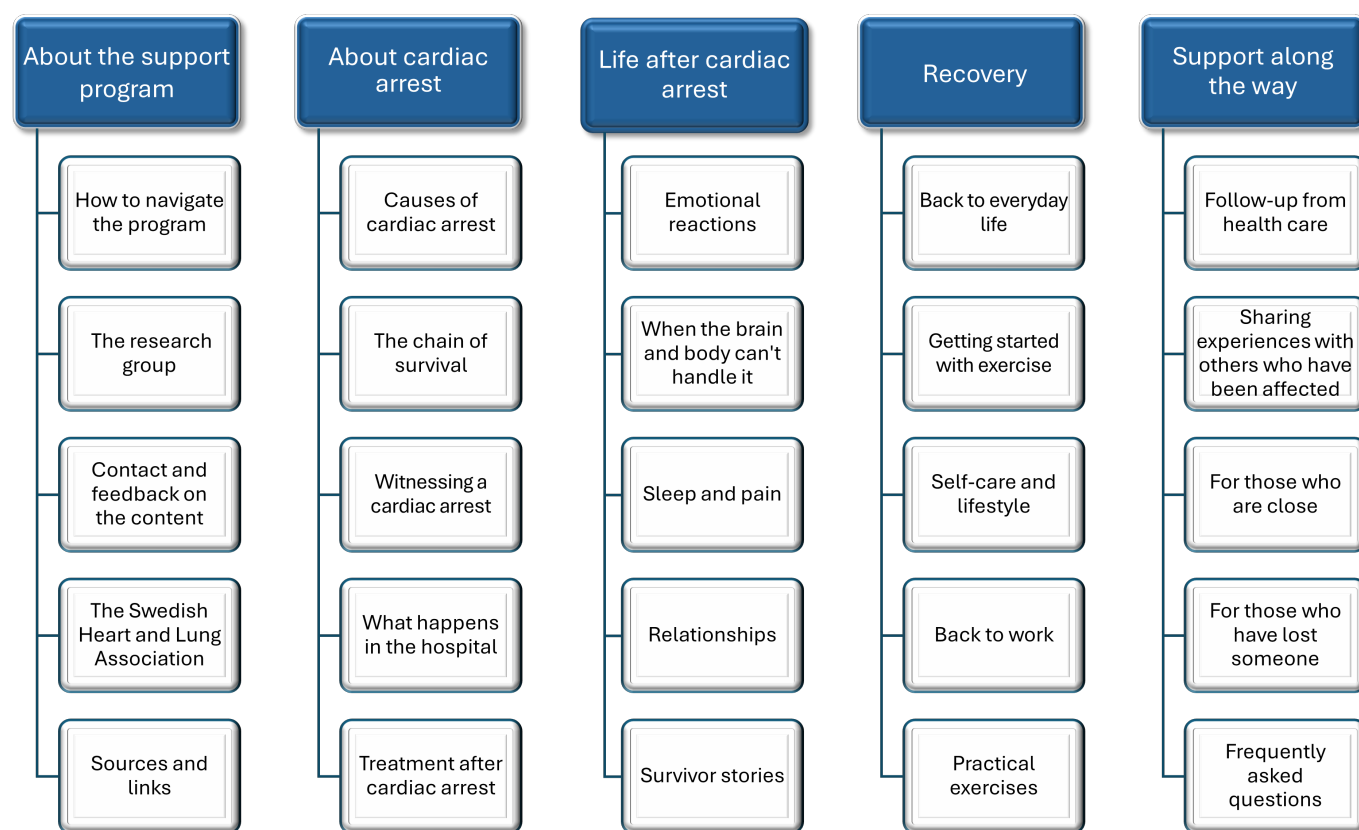 About the support
program
How to navigate
the program
The research
group
Contact and
feedback on
the content
The Swedish
Heart and Lung
Association
Sources and
links
About cardiac
arrest
Causes of
cardiac arrest
The chain of
survival
Witnessing a
cardiac arrest
What happens
in the hospital
Treatment after
cardiac arrest
Life after cardiac
arrest
Emotional
reactions
When the brain
and body can't
handle it
Sleep and pain
Relationships
Survivor stories
Recovery
Back to everyday
life
Getting started
with exercise
Self-care and
lifestyle
Back to work
Practical
exercises
Support along
the way
Follow-up from
health care
Sharing
experiences with
others who have
been affected
For those who
are close
For those who
have lost
someone
Frequently
asked
questions